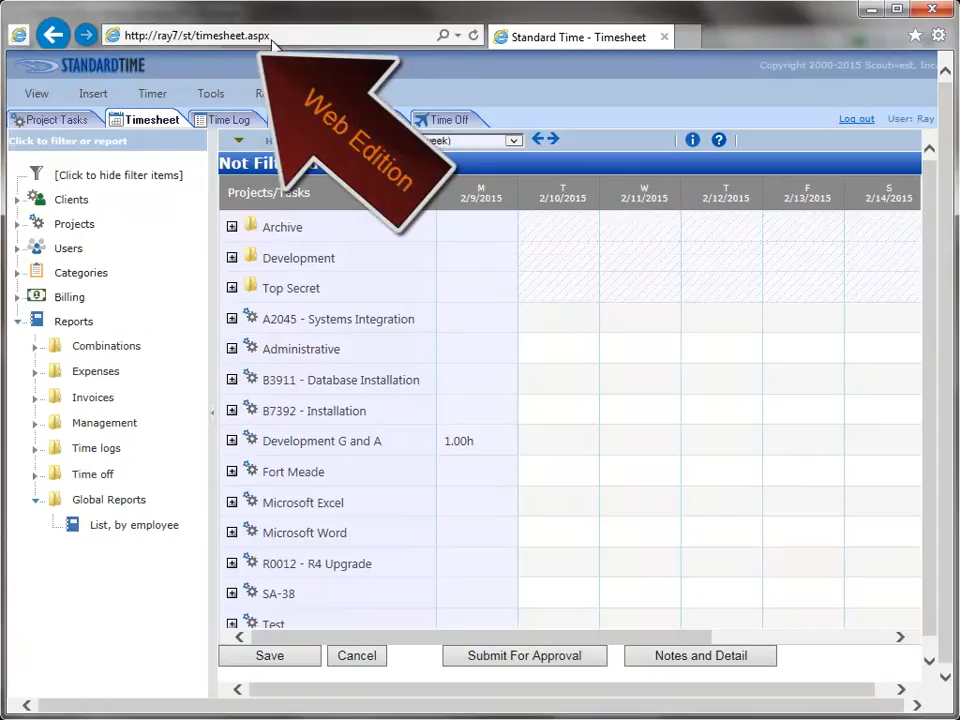 http://ray7/st/timesheet.aspx
Standard Time - Timesheet
STANDARDTIME
Copyright 2000-2015 Scoutwest, Inc.
View Insert Timer Tools
Project Tasks Timesheet Time Log Time Off
Log out User: Ray
Web Edition
Click to filter or report
week)
Not Fil
[Click to hide filter items]
Clients
Projects
Users
Categories
Billing
Reports
Combinations
Expenses
Invoices
Management
Time logs
Time off
Global Reports
List, by employee
Projects/Tasks
M T W T F S
2/9/2015 2/10/2015 2/11/2015 2/12/2015 2/13/2015 2/14/2015
Archive
Development
Top Secret
A2045 - Systems Integration
Administrative
B3911 - Database Installation
B7392 - Installation
Development G and A 1.00h
Fort Meade
Microsoft Excel
Microsoft Word
R0012 - R4 Upgrade
SA-38
Test
Save Cancel Submit For Approval Notes and Detail